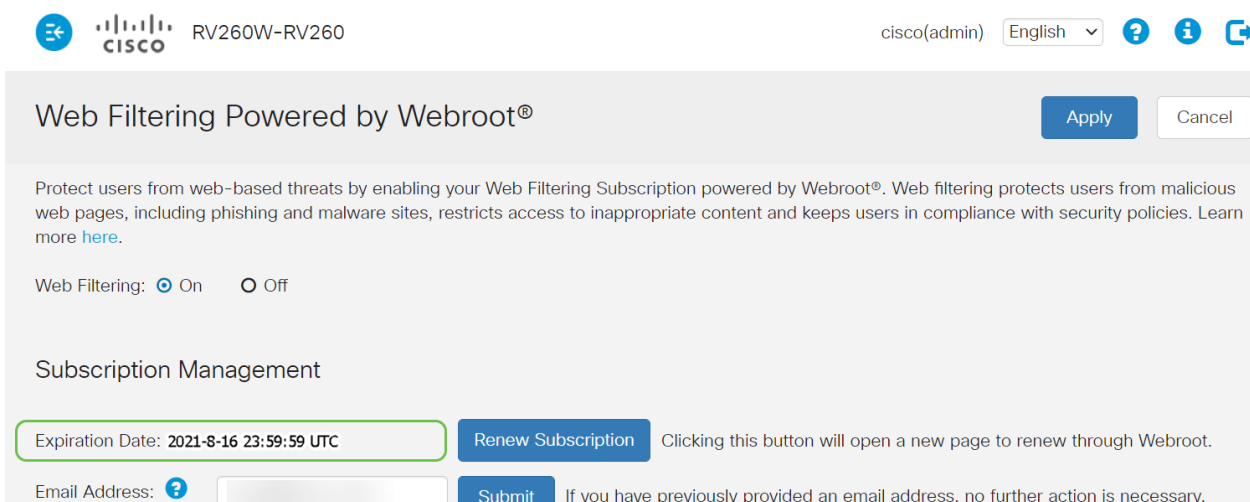 CISCO RV260W-RV260 cisco(admin) English
Web Filtering Powered by Webroot® Apply Cancel
Protect users from web-based threats by enabling your Web Filtering Subscription powered by Webroot®. Web filtering protects users from malicious
web pages, including phishing and malware sites, restricts access to inappropriate content and keeps users in compliance with security policies. Learn
more here.
Web Filtering: On Off
Subscription Management
Expiration Date: 2021-8-16 23:59:59 UTC Renew Subscription Clicking this button will open a new page to renew through Webroot.
Email Address: ? Submit If you have previously provided an email address, no further action is necessary.